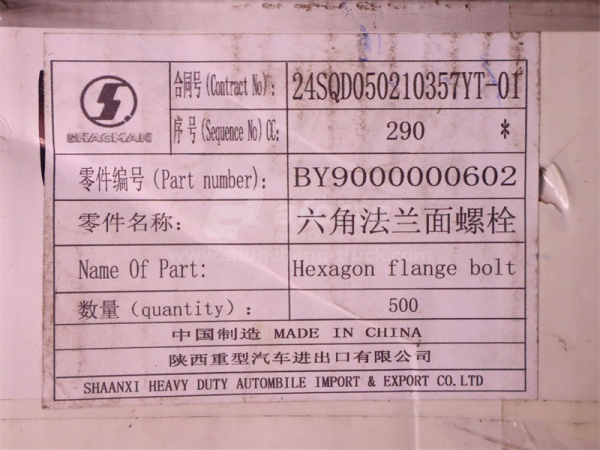 SHACMAN
合同号(Contract No): 24SQD050210357YT-01
序号(Sequence No)CC: 290 *
零件编号(Part number): BY9000000602
零件名称: 六角法兰面螺栓
Name Of Part: Hexagon flange bolt
数量(quantity): 500
中国制造 MADE IN CHINA
陕西重型汽车进出口有限公司
SHAANXI HEAVY DUTY AUTOMBILE IMPORT & EXPORT CO.LTD